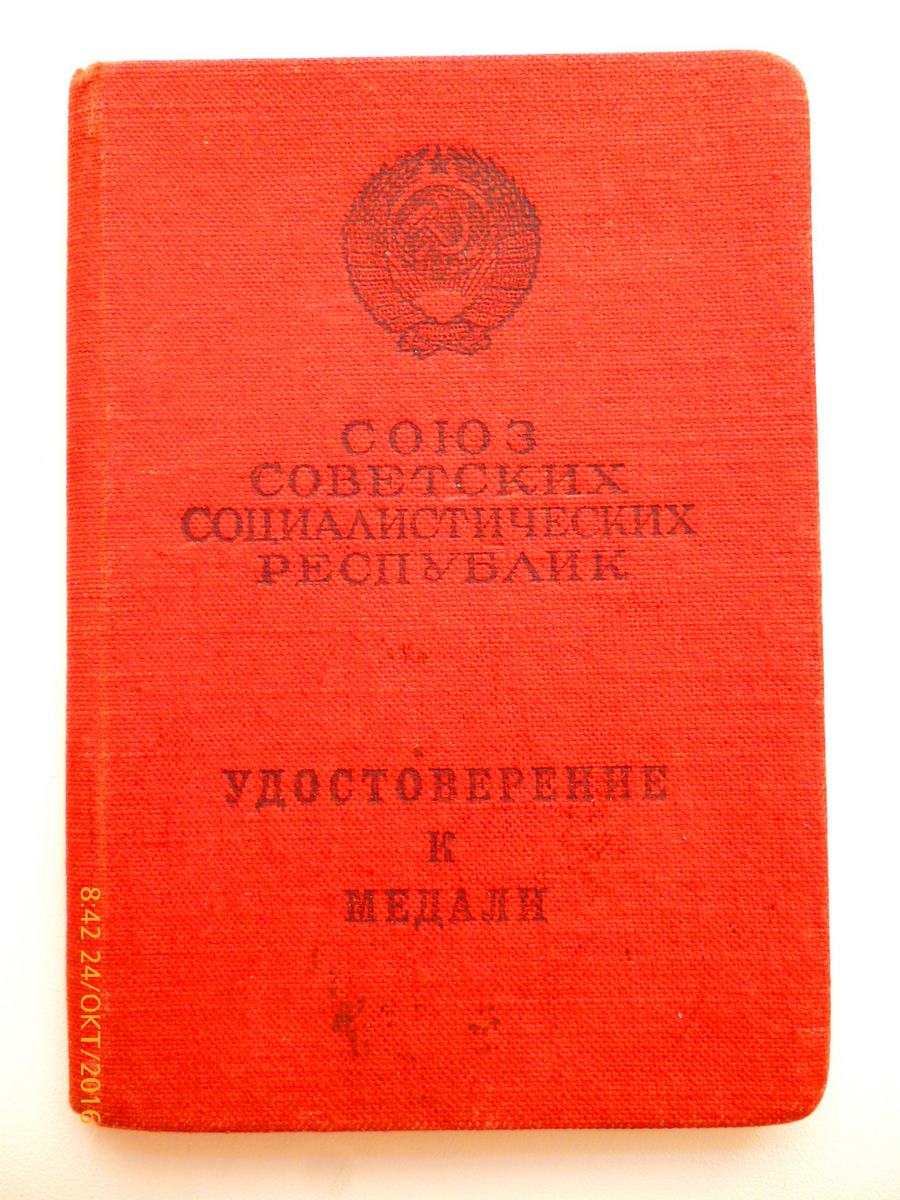 СОЮЗ
СОВЕТСКИХ
СОЦИАЛИСТИЧЕСКИХ
РЕСПУБЛИК
УДОСТОВЕРЕНИЕ
К
МЕДАЛИ
8:42 24/ОКТ/2016